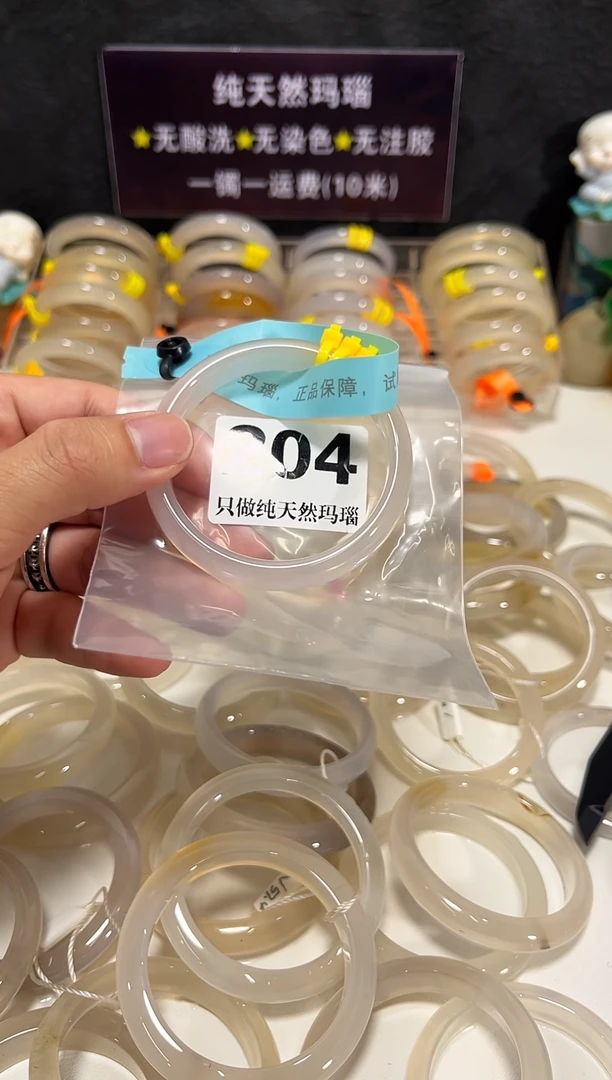 纯天然玛瑙
★无酸洗★无染色★无注胶
一镯一运费(10米)
玛瑙，正品保障，试
04
只做纯天然玛瑙